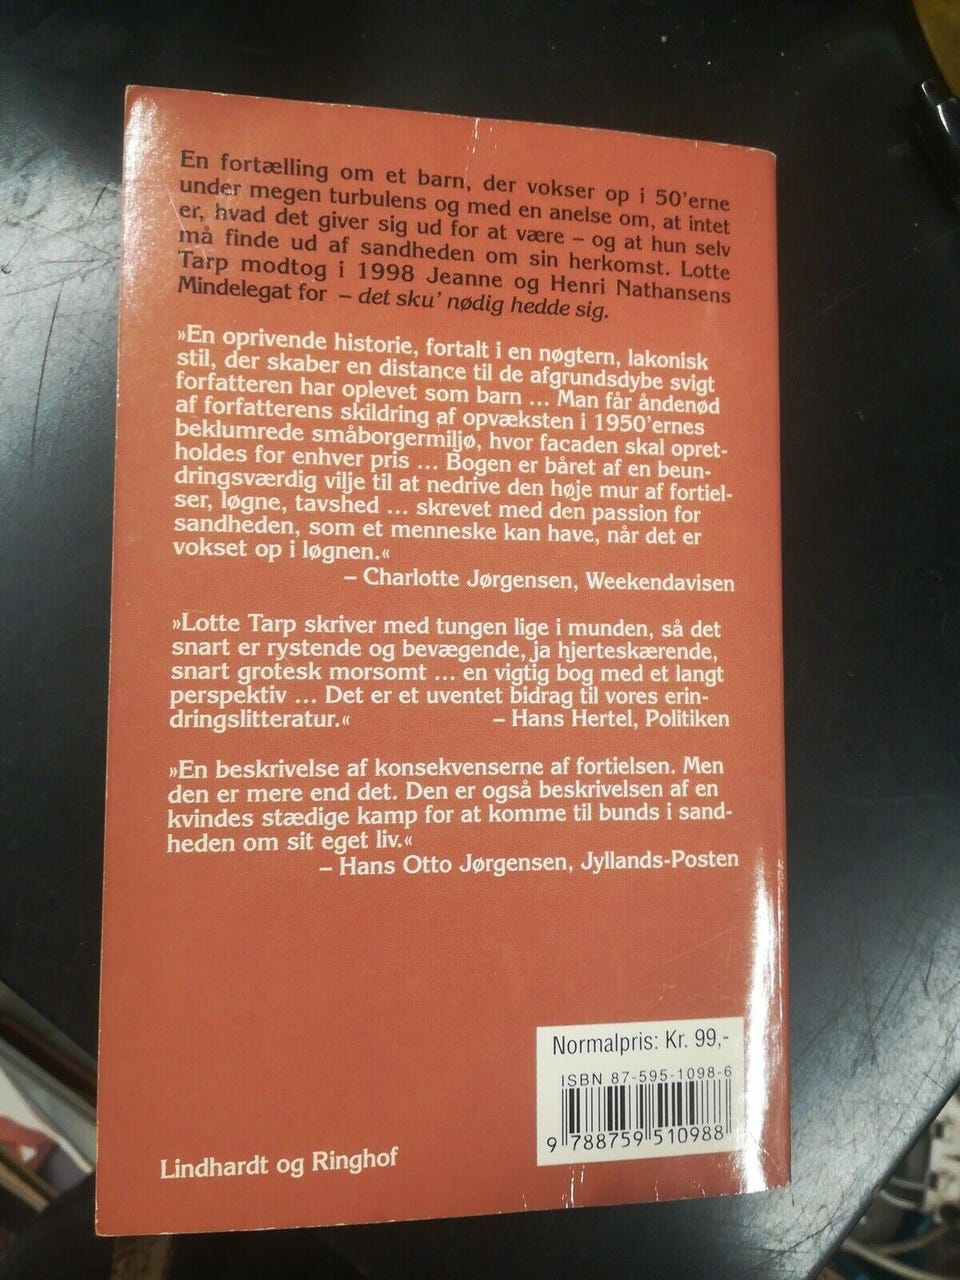 En fortælling om et barn, der vokser op i 50'erne
under megen turbulens og med en anelse om, at intet
er, hvad det giver sig ud for at være – og at hun selv
må finde ud af sandheden om sin herkomst. Lotte
Tarp modtog i 1998 Jeanne og Henri Nathansens
Mindelegat for – det sku' nødig hedde sig.
»En oprivende historie, fortalt i en nøgtern, lakonisk
stil, der skaber en distance til de afgrundsdybe svigt
forfatteren har oplevet som barn ... Man får åndenød
af forfatterens skildring af opvæksten i 1950'ernes
beklumrede småborgermiljø, hvor facaden skal opret-
holdes for enhver pris ... Bogen er båret af en beun-
dringsværdig vilje til at nedrive den høje mur af fortiel-
ser, løgne, tavshed ... skrevet med den passion for
sandheden, som et menneske kan have, når det er
vokset op i løgnen.«
– Charlotte Jørgensen, Weekendavisen
»Lotte Tarp skriver med tungen lige i munden, så det
snart er rystende og bevægende, ja hjerteskærende,
snart grotesk morsomt ... en vigtig bog med et langt
perspektiv ... Det er et uventet bidrag til vores erin-
dringslitteratur.« – Hans Hertel, Politiken
»En beskrivelse af konsekvenserne af fortielsen. Men
den er mere end det. Den er også beskrivelsen af en
kvindes stædige kamp for at komme til bunds i sand-
heden om sit eget liv.«
– Hans Otto Jørgensen, Jyllands-Posten
Normalpris: Kr. 99,-
ISBN 87-595-1098-6
9 788759 510988
Lindhardt og Ringhof